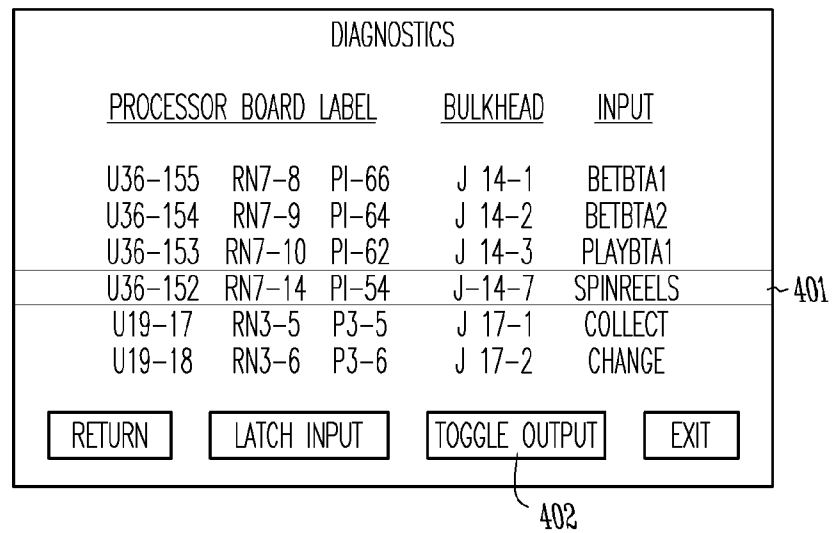 DIAGNOSTICS
PROCESSOR BOARD LABEL BULKHEAD INPUT
U36-155 RN7-8 PI-66 J 14-1 BETBTA1
U36-154 RN7-9 PI-64 J 14-2 BETBTA2
U36-153 RN7-10 PI-62 J 14-3 PLAYBTA1
U36-152 RN7-14 PI-54 J-14-7 SPINREELS 401
U19-17 RN3-5 P3-5 J 17-1 COLLECT
U19-18 RN3-6 P3-6 J 17-2 CHANGE
RETURN LATCH INPUT TOGGLE OUTPUT EXIT
402